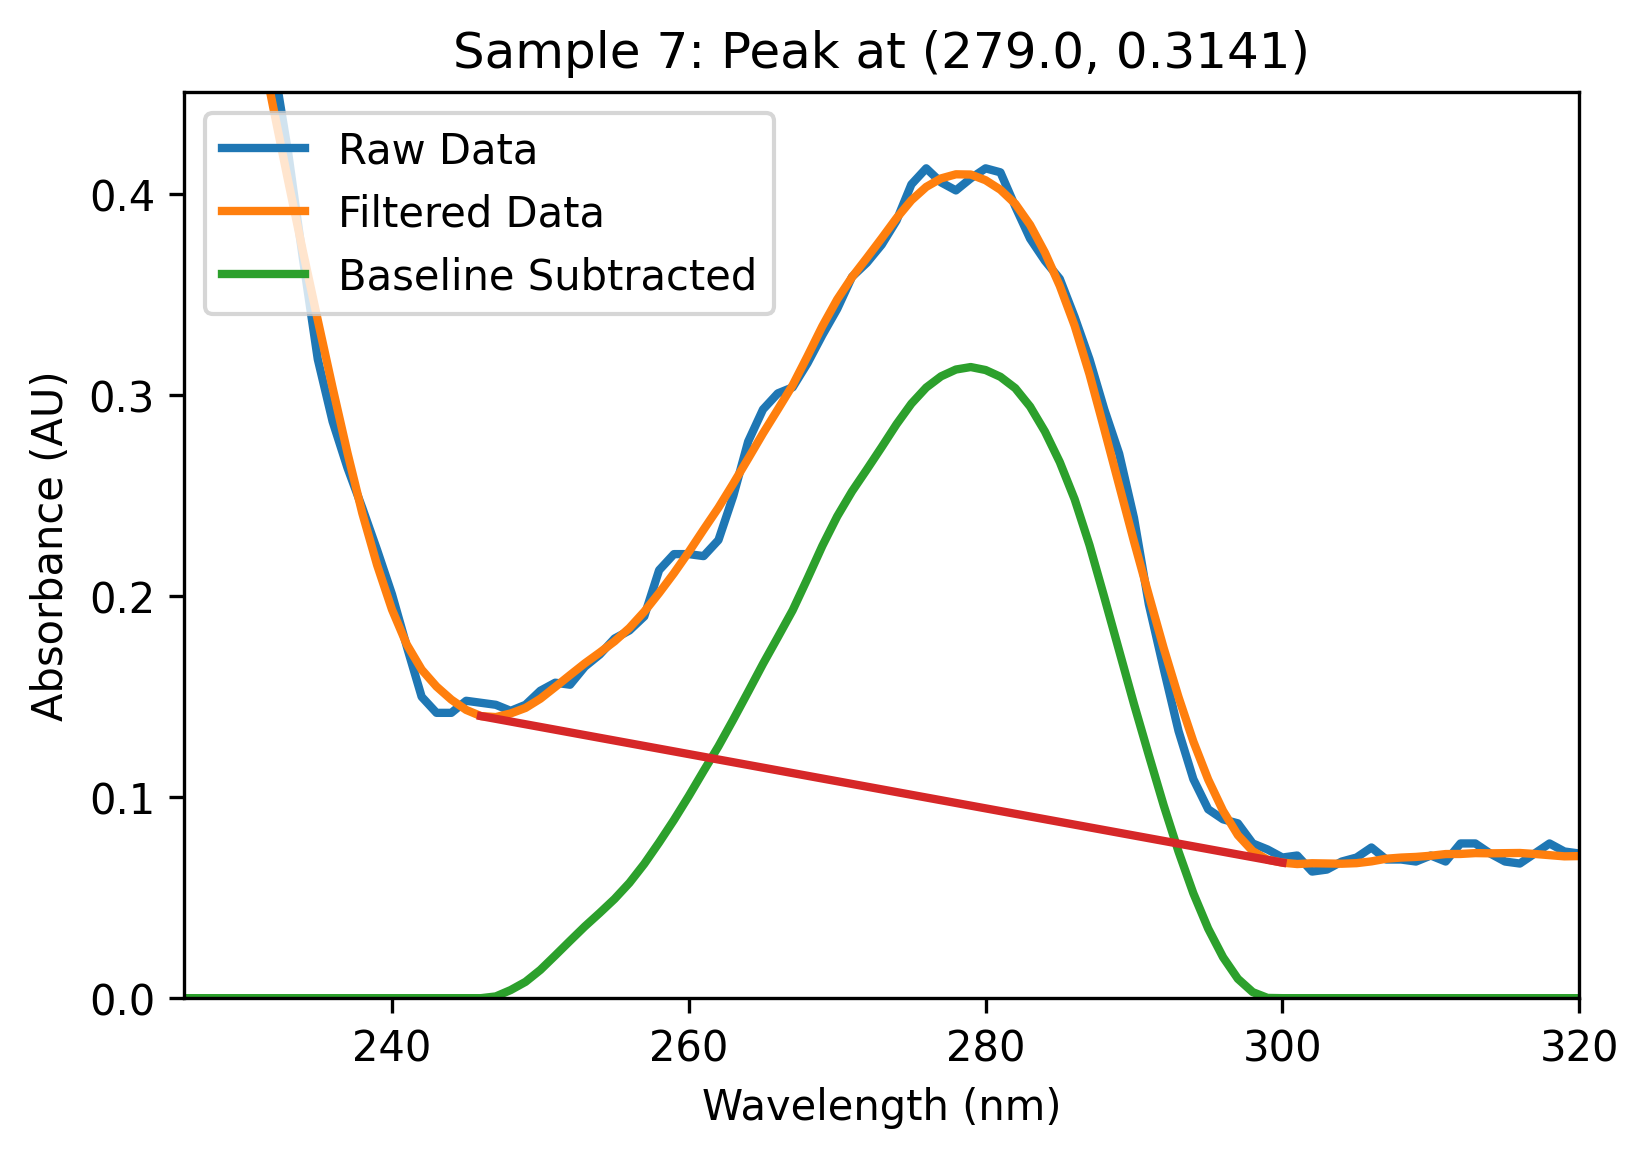 Sample 7: Peak at (279.0, 0.3141)
Raw Data
Filtered Data
Baseline Subtracted
Absorbance (AU)
0.4
0.3
0.2
0.1
0.0
240 260 280 300 320
Wavelength (nm)